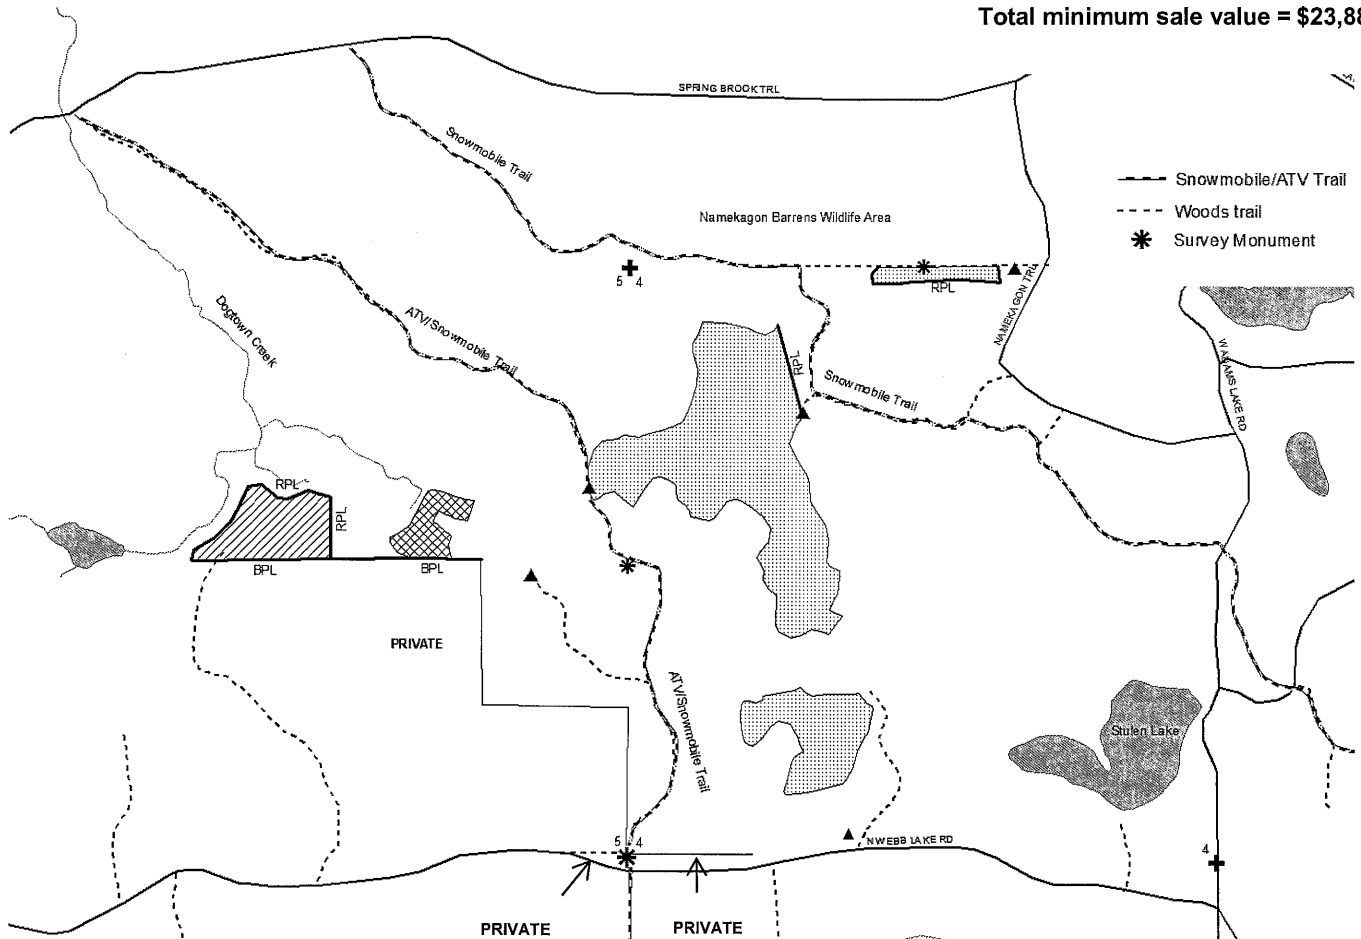 Total minimum sale value = $23,88
SPRING BROOK TRL
Snowmobile Trail
Snowmobile/ATV Trail
Woods trail
Survey Monument
Namekagon Barrens Wildlife Area
5 4
RPL
NAMEKAGON TRL
Dogtown Creek
ATV/Snowmobile Trail
RPL
Snowmobile Trail
W ADAMS LAKE RD
RPL
RPL
BPL
BPL
PRIVATE
ATV/Snowmobile Trail
Stulen Lake
5 4
N WEBB LAKE RD
4
PRIVATE
PRIVATE